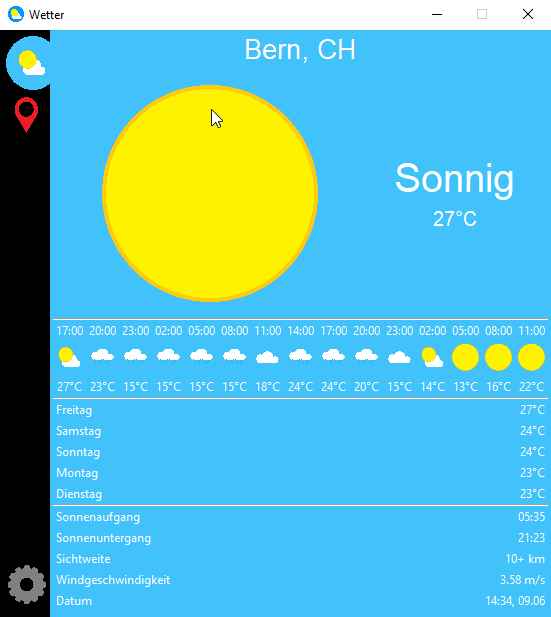 Wetter
Bern, CH
Sonnig
27°C
17:00 20:00 23:00 02:00 05:00 08:00 11:00 14:00 17:00 20:00 23:00 02:00 05:00 08:00 11:00
27°C 23°C 15°C 15°C 15°C 15°C 18°C 24°C 24°C 20°C 15°C 14°C 13°C 16°C 22°C
Freitag 27°C
Samstag 24°C
Sonntag 24°C
Montag 23°C
Dienstag 23°C
Sonnenaufgang 05:35
Sonnenuntergang 21:23
Sichtweite 10+ km
Windgeschwindigkeit 3.58 m/s
Datum 14:34, 09.06